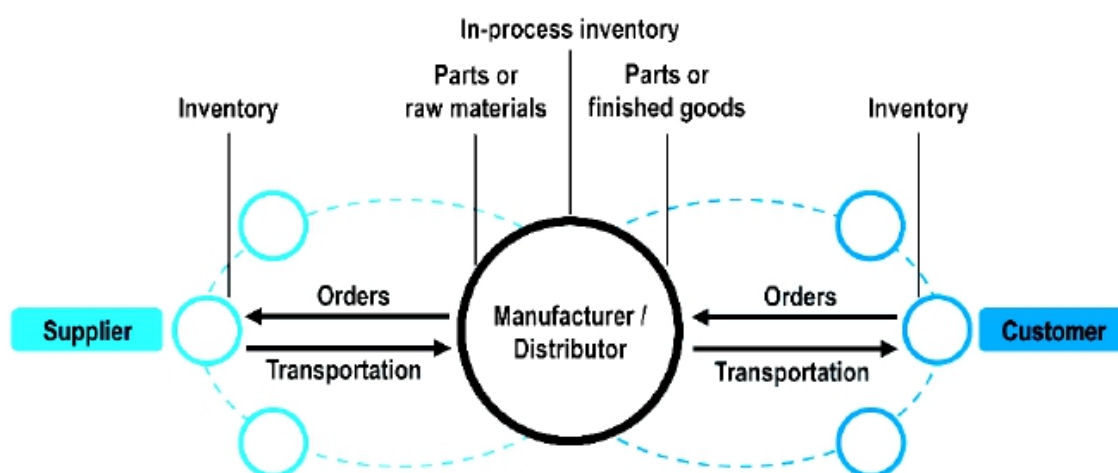 In-process inventory
Parts or
raw materials
Parts or
finished goods
Inventory
Inventory
Orders
Orders
Supplier
Manufacturer /
Distributor
Customer
Transportation
Transportation